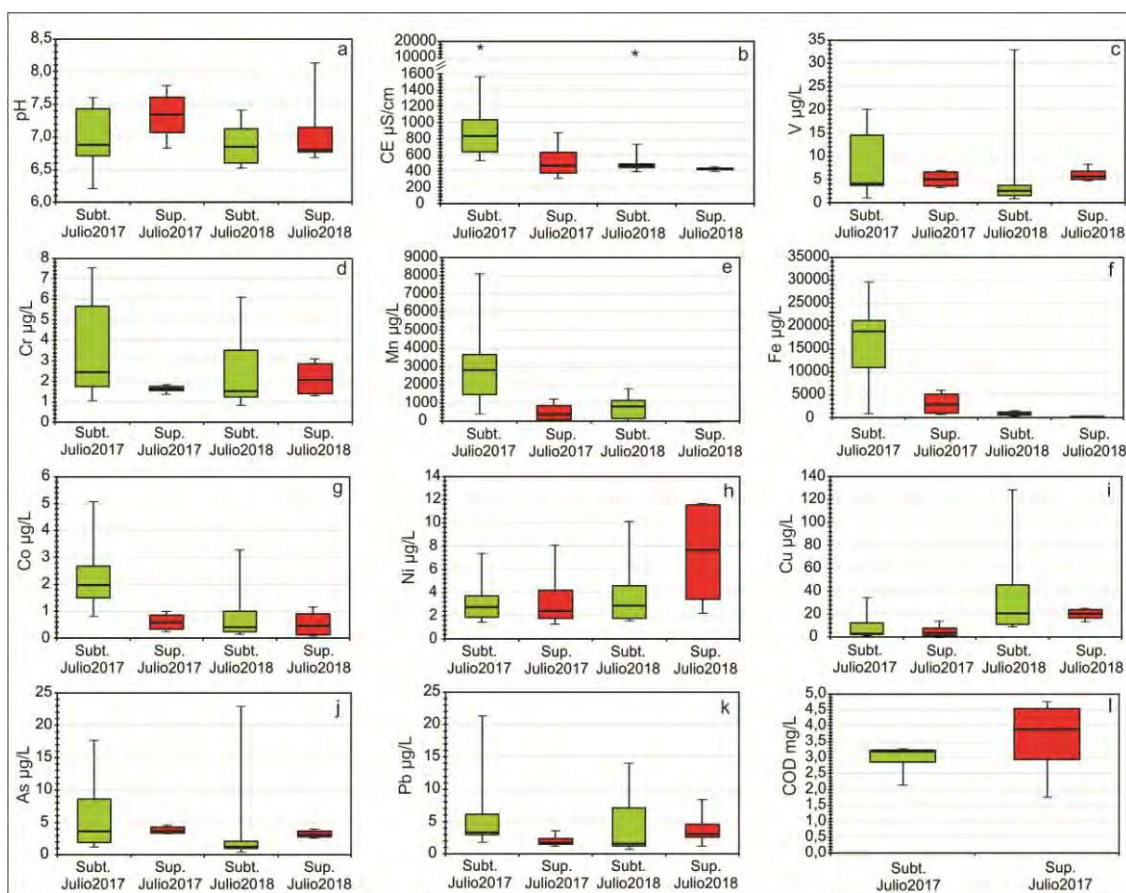 a
8,5
8,0
7,5
7,0
6,5
6,0
pH
Subt. Sup. Subt. Sup.
Julio2017 Julio2017 Julio2018 Julio2018
b
20000
10000
1600
1400
1200
1000
800
600
400
200
0
CE µS/cm
* *
Subt. Sup. Subt. Sup.
Julio2017 Julio2017 Julio2018 Julio2018
c
35
30
25
20
15
10
5
0
V µg/L
Subt. Sup. Subt. Sup.
Julio2017 Julio2017 Julio2018 Julio2018
d
8
7
6
5
4
3
2
1
0
Cr µg/L
Subt. Sup. Subt. Sup.
Julio2017 Julio2017 Julio2018 Julio2018
e
9000
8000
7000
6000
5000
4000
3000
2000
1000
0
Mn µg/L
Subt. Sup. Subt. Sup.
Julio2017 Julio2017 Julio2018 Julio2018
f
35000
30000
25000
20000
15000
10000
5000
0
Fe µg/L
Subt. Sup. Subt. Sup.
Julio2017 Julio2017 Julio2018 Julio2018
g
6
5
4
3
2
1
0
Co µg/L
Subt. Sup. Subt. Sup.
Julio2017 Julio2017 Julio2018 Julio2018
h
14
12
10
8
6
4
2
0
Ni µg/L
Subt. Sup. Subt. Sup.
Julio2017 Julio2017 Julio2018 Julio2018
i
140
120
100
80
60
40
20
0
Cu µg/L
Subt. Sup. Subt. Sup.
Julio2017 Julio2017 Julio2018 Julio2018
j
25
20
15
10
5
0
As µg/L
Subt. Sup. Subt. Sup.
Julio2017 Julio2017 Julio2018 Julio2018
k
25
20
15
10
5
0
Pb µg/L
Subt. Sup. Subt. Sup.
Julio2017 Julio2017 Julio2018 Julio2018
l
5,0
4,5
4,0
3,5
3,0
2,5
2,0
1,5
1,0
0,5
0,0
COD mg/L
Subt. Sup.
Julio2017 Julio2017